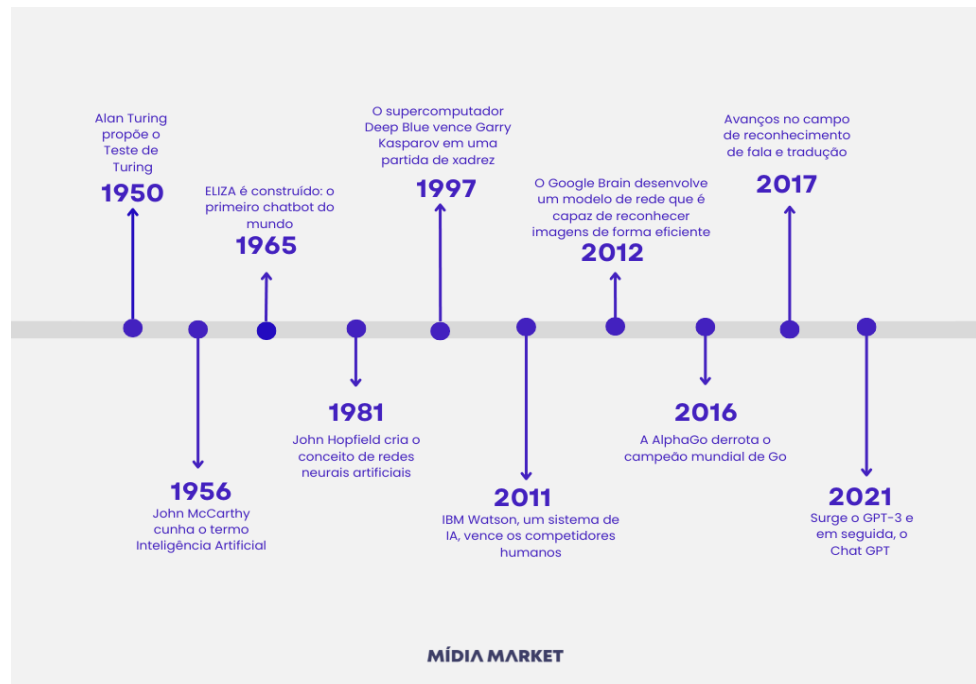 Alan Turing
propõe o
Teste de
Turing
1950
1956
John McCarthy
cunha o termo
Inteligência Artificial
ELIZA é construído: o
primeiro chatbot do
mundo
1965
1981
John Hopfield cria o
conceito de redes
neurais artificiais
O supercomputador
Deep Blue vence Garry
Kasparov em uma
partida de xadrez
1997
2011
IBM Watson, um sistema de
IA, vence os competidores
humanos
O Google Brain desenvolve
um modelo de rede que é
capaz de reconhecer
imagens de forma eficiente
2012
2016
A AlphaGo derrota o
campeão mundial de Go
Avanços no campo
de reconhecimento
de fala e tradução
2017
2021
Surge o GPT-3 e
em seguida, o
Chat GPT
MÍDIA MARKET